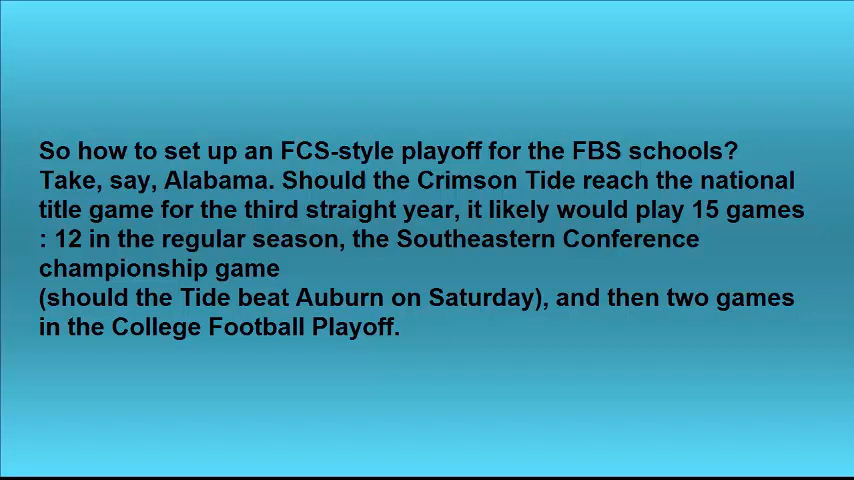 So how to set up an FCS-style playoff for the FBS schools?
Take, say, Alabama. Should the Crimson Tide reach the national
title game for the third straight year, it likely would play 15 games
: 12 in the regular season, the Southeastern Conference
championship game
(should the Tide beat Auburn on Saturday), and then two games
in the College Football Playoff.